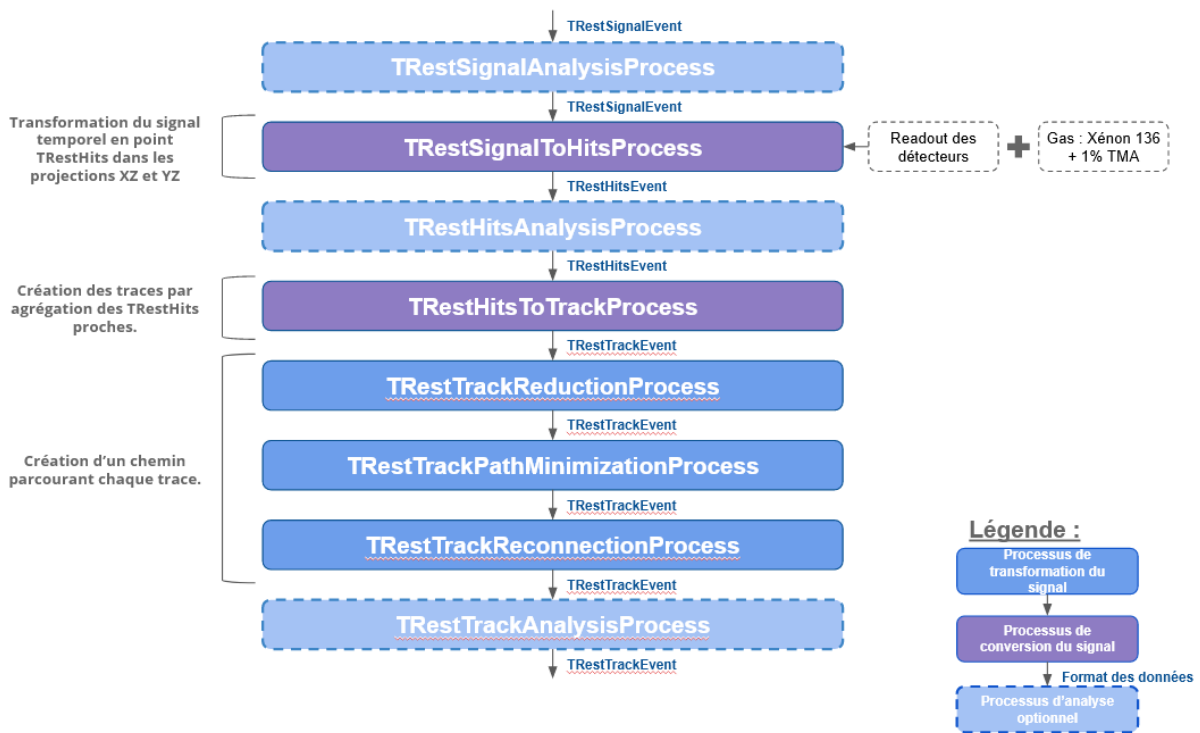 TRestSignalEvent
TRestSignalAnalysisProcess
TRestSignalEvent
Transformation du signal
temporel en point
TRestHits dans les
projections XZ et YZ
TRestSignalToHitsProcess
Readout des
détecteurs
Gas : Xénon 136
+ 1% TMA
TRestHitsEvent
TRestHitsAnalysisProcess
TRestHitsEvent
Création des traces par
agrégation des TRestHits
proches.
TRestHitsToTrackProcess
TRestTrackEvent
TRestTrackReductionProcess
TRestTrackEvent
Création d'un chemin
parcourant chaque trace.
TRestTrackPathMinimizationProcess
TRestTrackEvent
TRestTrackReconnectionProcess
TRestTrackEvent
TRestTrackAnalysisProcess
TRestTrackEvent
Légende :
Processus de
transformation du
signal
Processus de
conversion du signal
Format des données
Processus d'analyse
optionnel